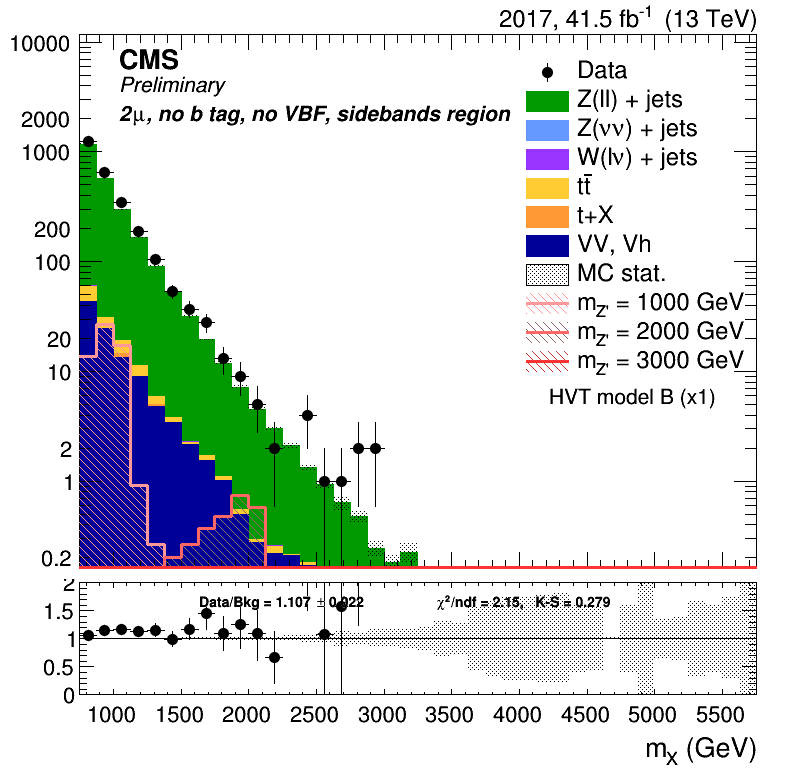 2017, 41.5 fb⁻¹ (13 TeV)
CMS
Preliminary
2μ, no b tag, no VBF, sidebands region
Data
Z(ll) + jets
Z(νν) + jets
W(lν) + jets
tt̄
t+X
VV, Vh
MC stat.
m_Z' = 1000 GeV
m_Z' = 2000 GeV
m_Z' = 3000 GeV
HVT model B (x1)
10000
2000
1000
200
100
20
10
2
1
0.2
2
1.5
1
0.5
0
Data/Bkg = 1.107 ± 0.022
χ²/ndf = 2.15, K-S = 0.279
1000 1500 2000 2500 3000 3500 4000 4500 5000 5500
m_X (GeV)